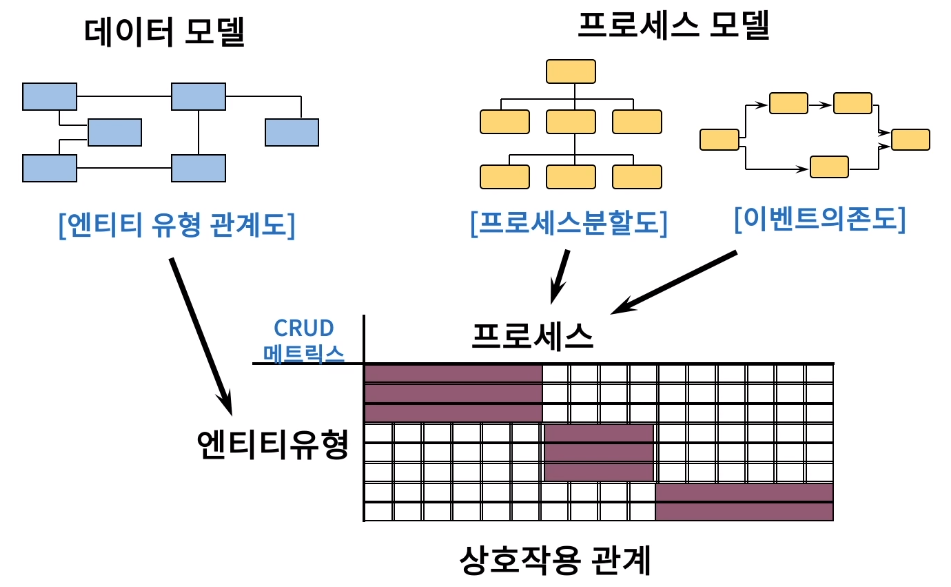 데이터 모델
프로세스 모델
[엔티티 유형 관계도]
[프로세스분할도]
[이벤트의존도]
CRUD
메트릭스
프로세스
엔티티유형
상호작용 관계